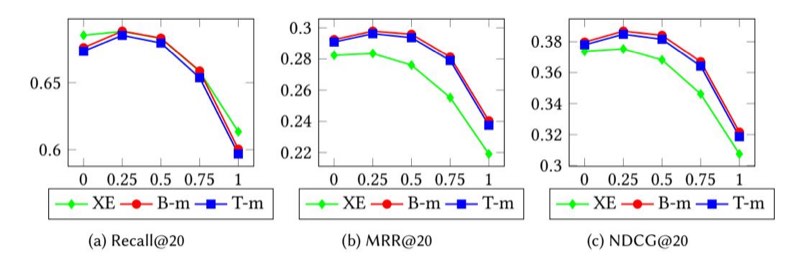 0.65
0.6
0 0.25 0.5 0.75 1
XE B-m T-m
(a) Recall@20
0.3
0.28
0.26
0.24
0.22
0 0.25 0.5 0.75 1
XE B-m T-m
(b) MRR@20
0.38
0.36
0.34
0.32
0.3
0 0.25 0.5 0.75 1
XE B-m T-m
(c) NDCG@20